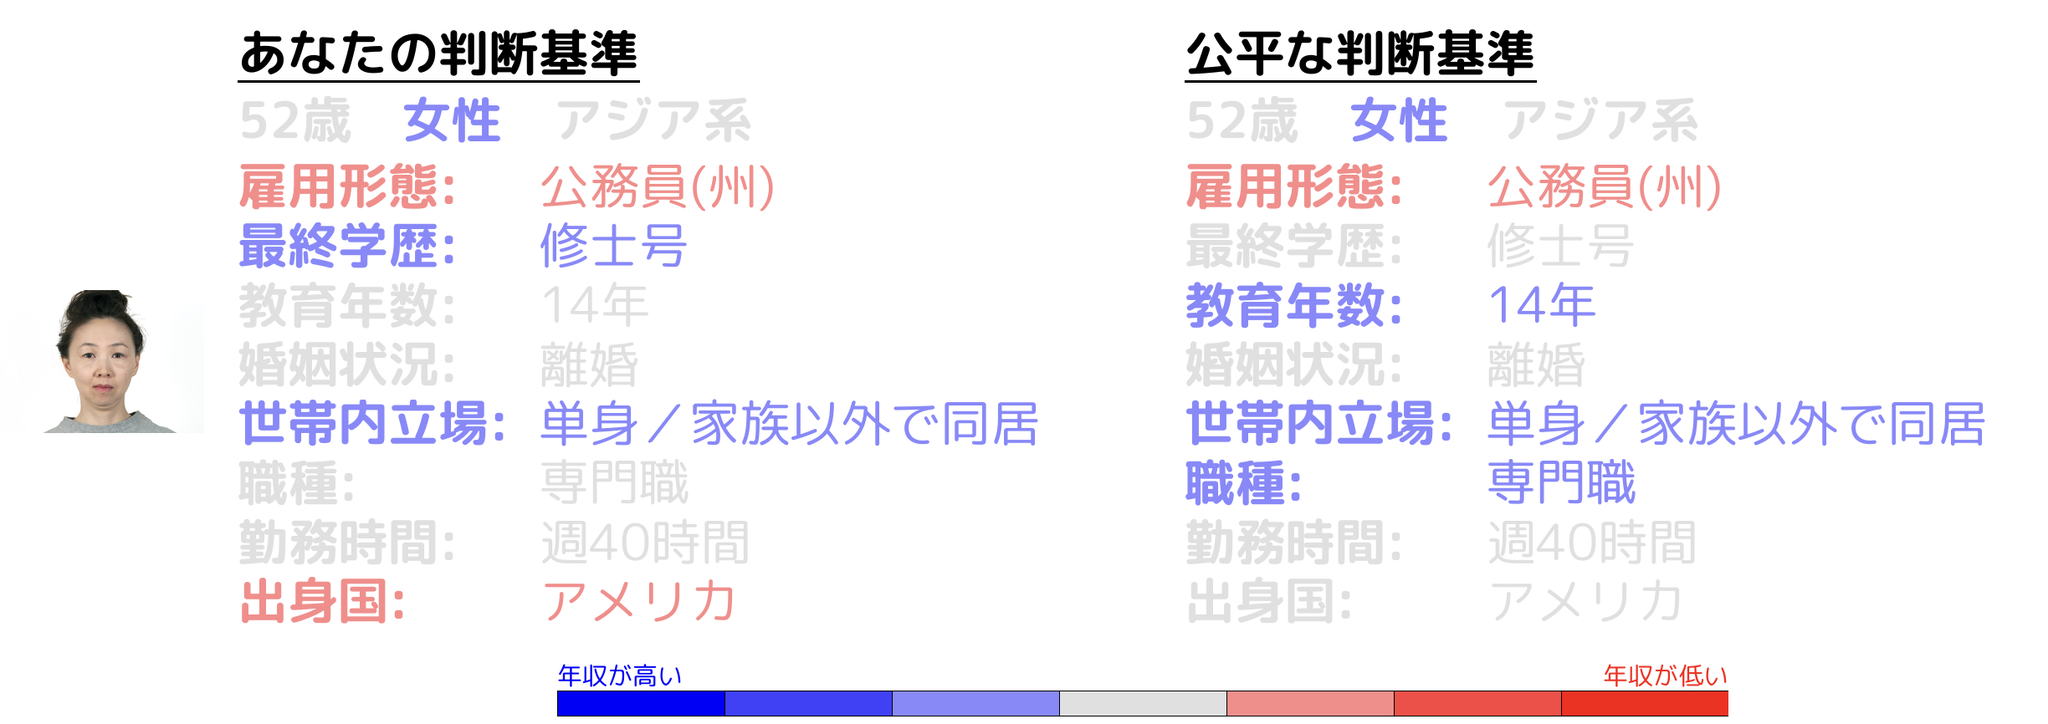 あなたの判断基準
52歳 女性 アジア系
雇用形態: 公務員(州)
最終学歴: 修士号
教育年数: 14年
婚姻状況: 離婚
世帯内立場: 単身／家族以外で同居
職種: 専門職
勤務時間: 週40時間
出身国: アメリカ
公平な判断基準
52歳 女性 アジア系
雇用形態: 公務員(州)
最終学歴: 修士号
教育年数: 14年
婚姻状況: 離婚
世帯内立場: 単身／家族以外で同居
職種: 専門職
勤務時間: 週40時間
出身国: アメリカ
年収が高い
年収が低い